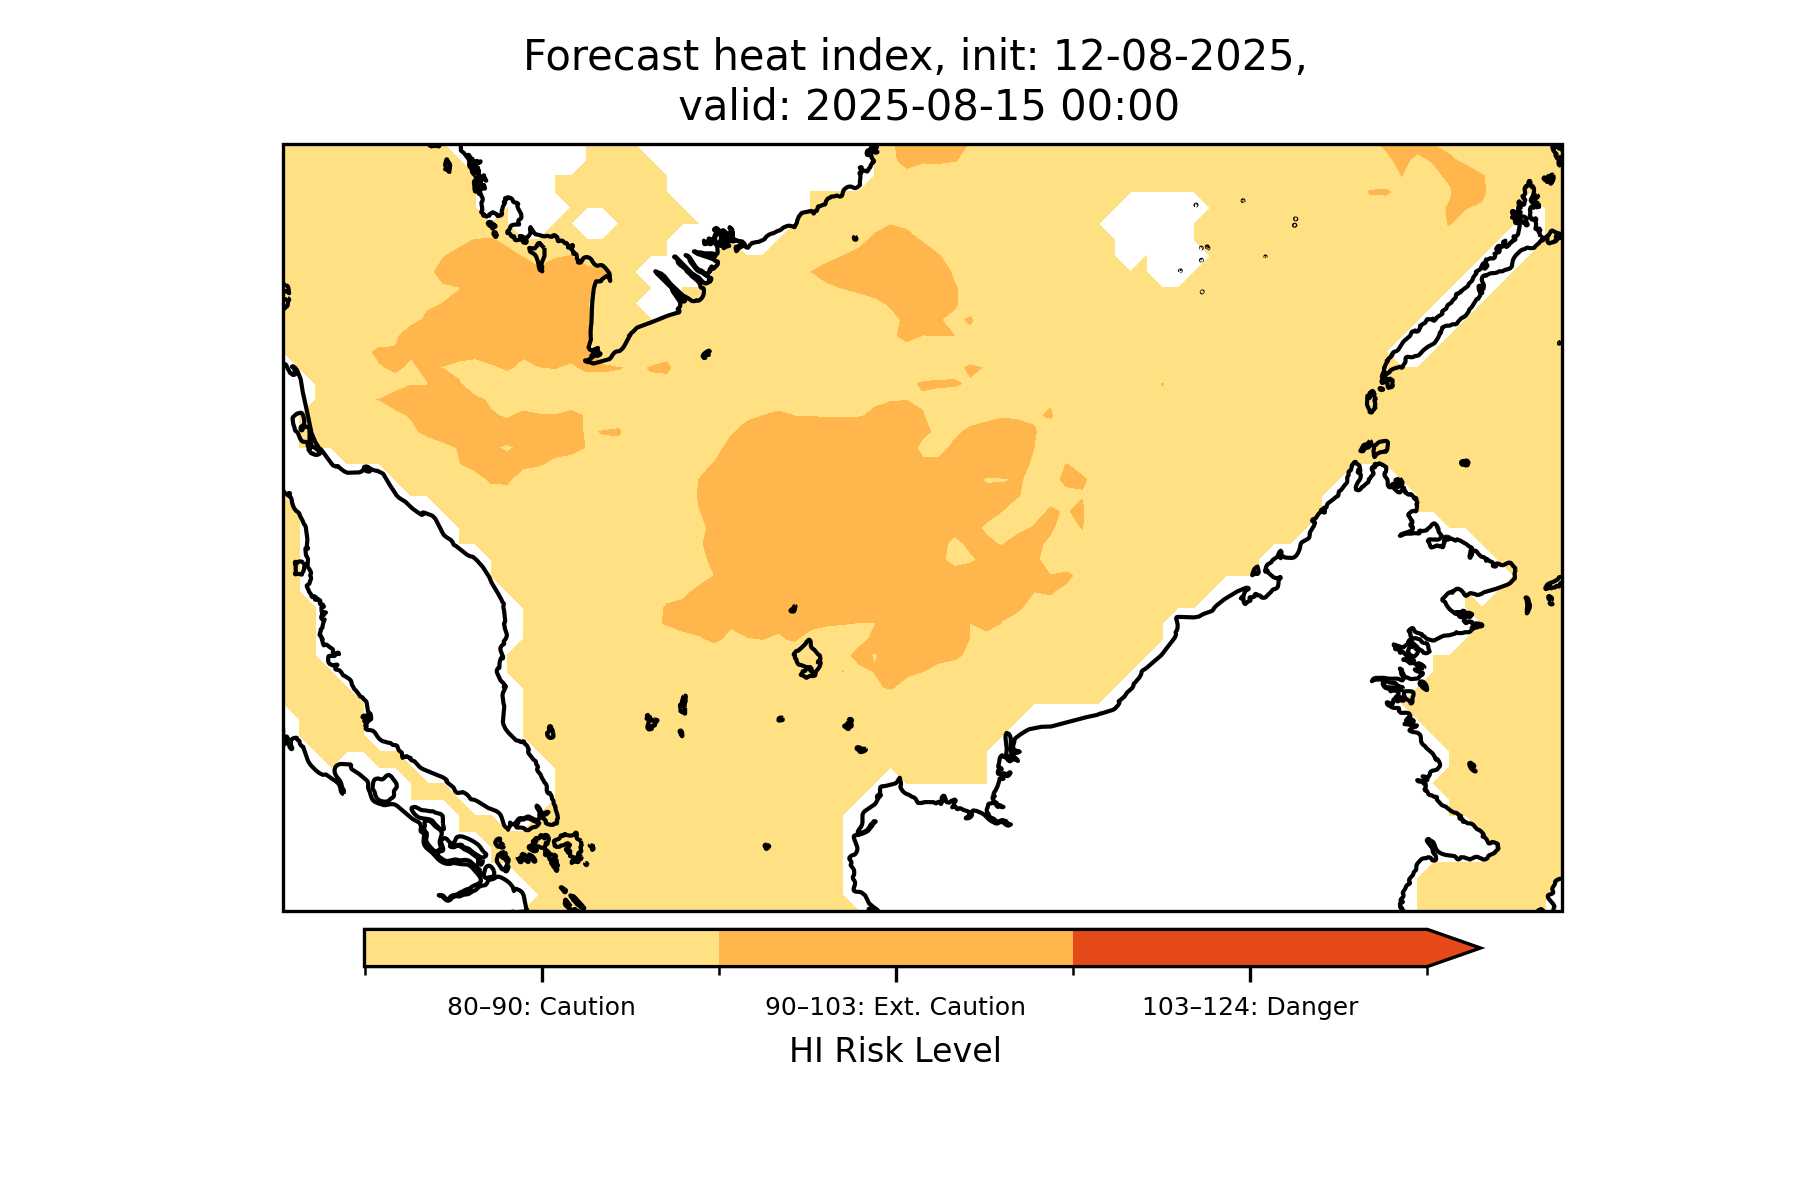 Forecast heat index, init: 12-08-2025,
valid: 2025-08-15 00:00
80–90: Caution
90–103: Ext. Caution
103–124: Danger
HI Risk Level